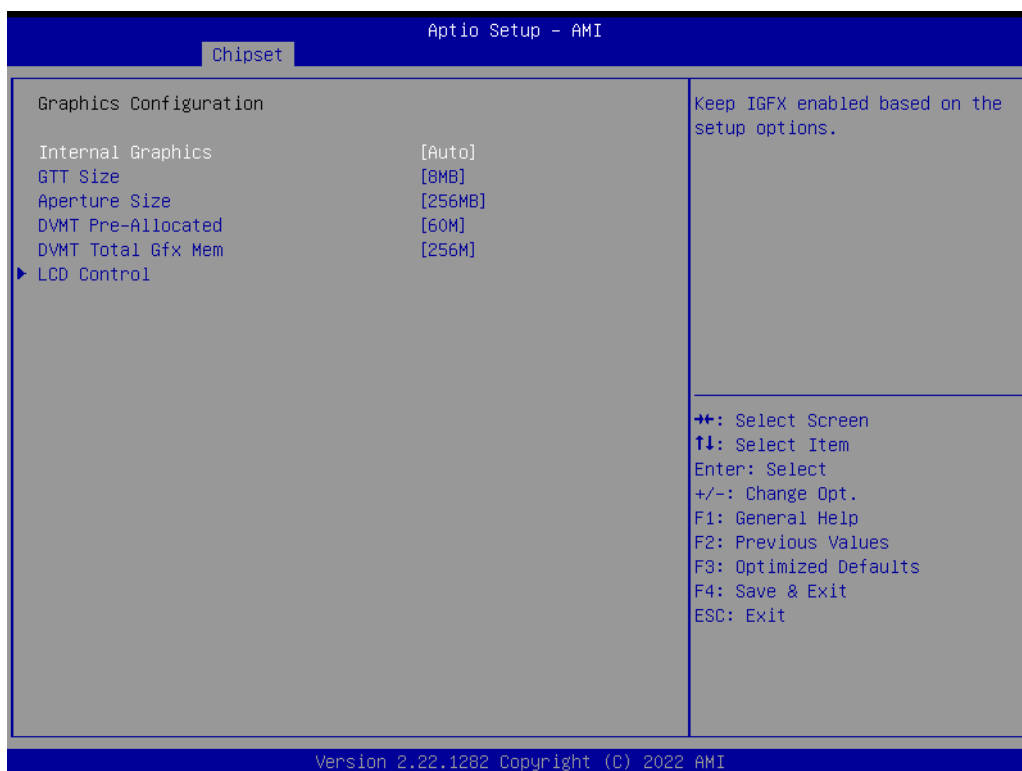 Aptio Setup – AMI
Chipset
Graphics Configuration
Internal Graphics [Auto]
GTT Size [8MB]
Aperture Size [256MB]
DVMT Pre-Allocated [60M]
DVMT Total Gfx Mem [256M]
LCD Control
Keep IGFX enabled based on the
setup options.
→←: Select Screen
↑↓: Select Item
Enter: Select
+/-: Change Opt.
F1: General Help
F2: Previous Values
F3: Optimized Defaults
F4: Save & Exit
ESC: Exit
Version 2.22.1282 Copyright (C) 2022 AMI